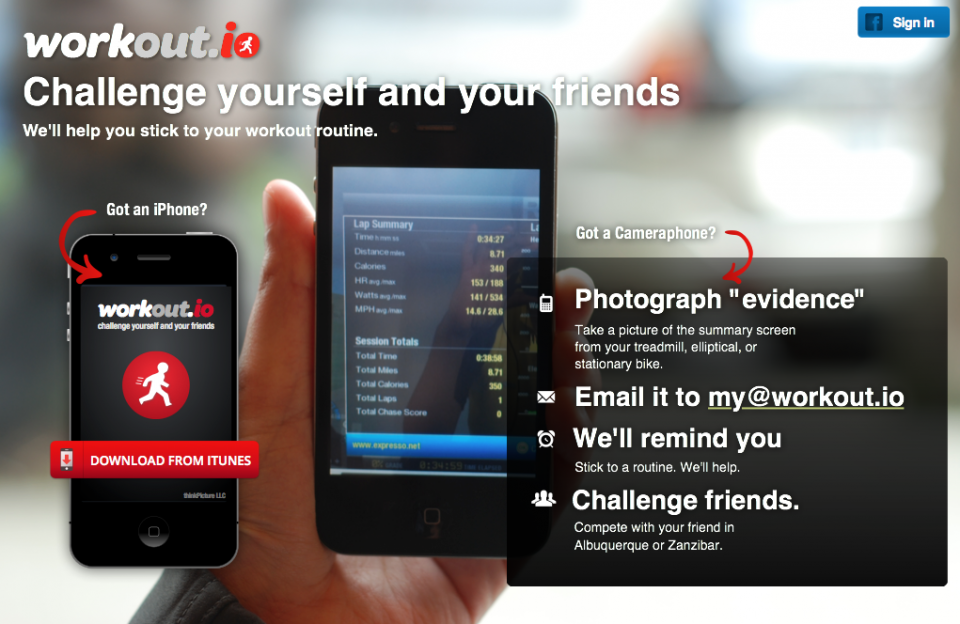 workout.io
Sign in
Challenge yourself and your friends
We'll help you stick to your workout routine.
Got an iPhone?
workout.io
challenge yourself and your friends
DOWNLOAD FROM ITUNES
thinkPicture LLC
Lap Summary
Time h:mm:ss 0:34:27
Distance miles 8.71
Calories 340
HR avg./max 153 / 188
Watts avg./max 141 / 534
MPH avg./max 14.6 / 28.6
Session Totals
Total Time 0:38:58
Total Miles 8.71
Total Calories 350
Total Laps 1
Total Chase Score 0
www.expresso.net
Got a Cameraphone?
Photograph "evidence"
Take a picture of the summary screen
from your treadmill, elliptical, or
stationary bike.
Email it to my@workout.io
We'll remind you
Stick to a routine. We'll help.
Challenge friends.
Compete with your friend in
Albuquerque or Zanzibar.